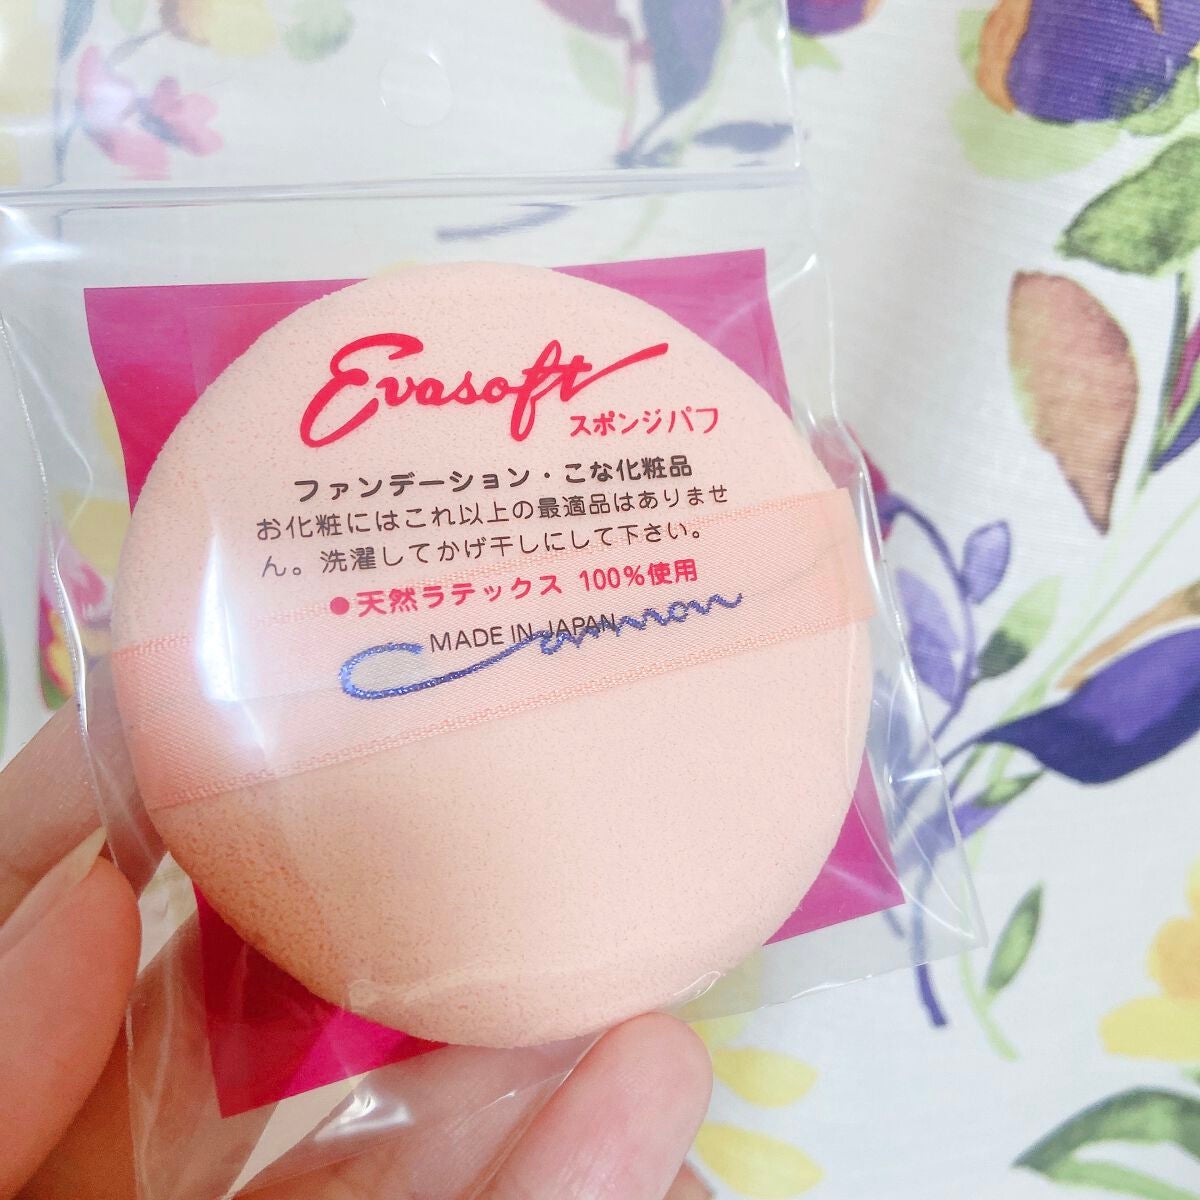 Evasoft
スポンジパフ
ファンデーション・こな化粧品
お化粧にはこれ以上の最適品はありませ
ん。洗濯してかげ干しにして下さい。
●天然ラテックス 100%使用
MADE IN JAPAN